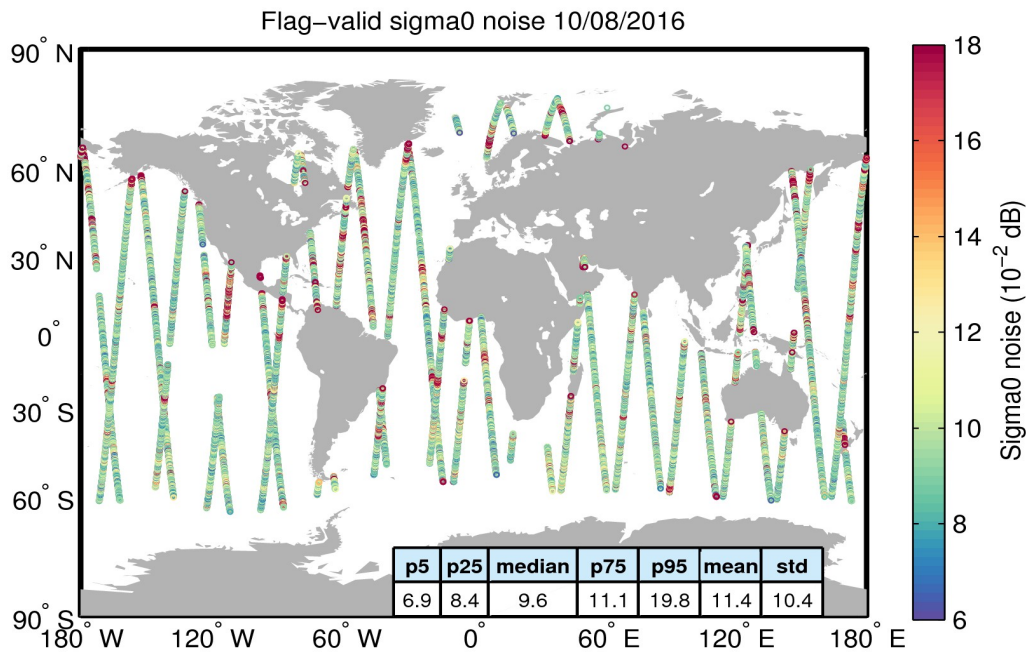 Flag-valid sigma0 noise 10/08/2016
90° N
60° N
30° N
0°
30° S
60° S
90° S
180° W
120° W
60° W
0°
60° E
120° E
180° E
p5 p25 median p75 p95 mean std
6.9 8.4 9.6 11.1 19.8 11.4 10.4
18
16
14
12
10
8
6
Sigma0 noise (10⁻² dB)